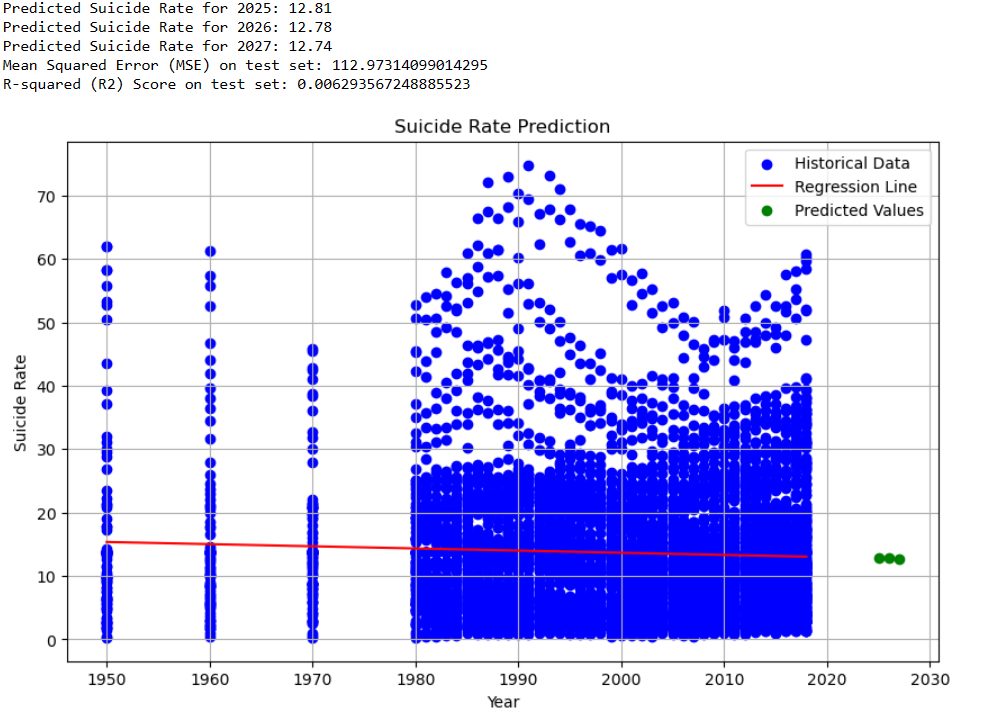 Predicted Suicide Rate for 2025: 12.81
Predicted Suicide Rate for 2026: 12.78
Predicted Suicide Rate for 2027: 12.74
Mean Squared Error (MSE) on test set: 112.97314099014295
R-squared (R2) Score on test set: 0.006293567248885523
Suicide Rate Prediction
Historical Data
Regression Line
Predicted Values
Suicide Rate
70
60
50
40
30
20
10
0
1950 1960 1970 1980 1990 2000 2010 2020 2030
Year